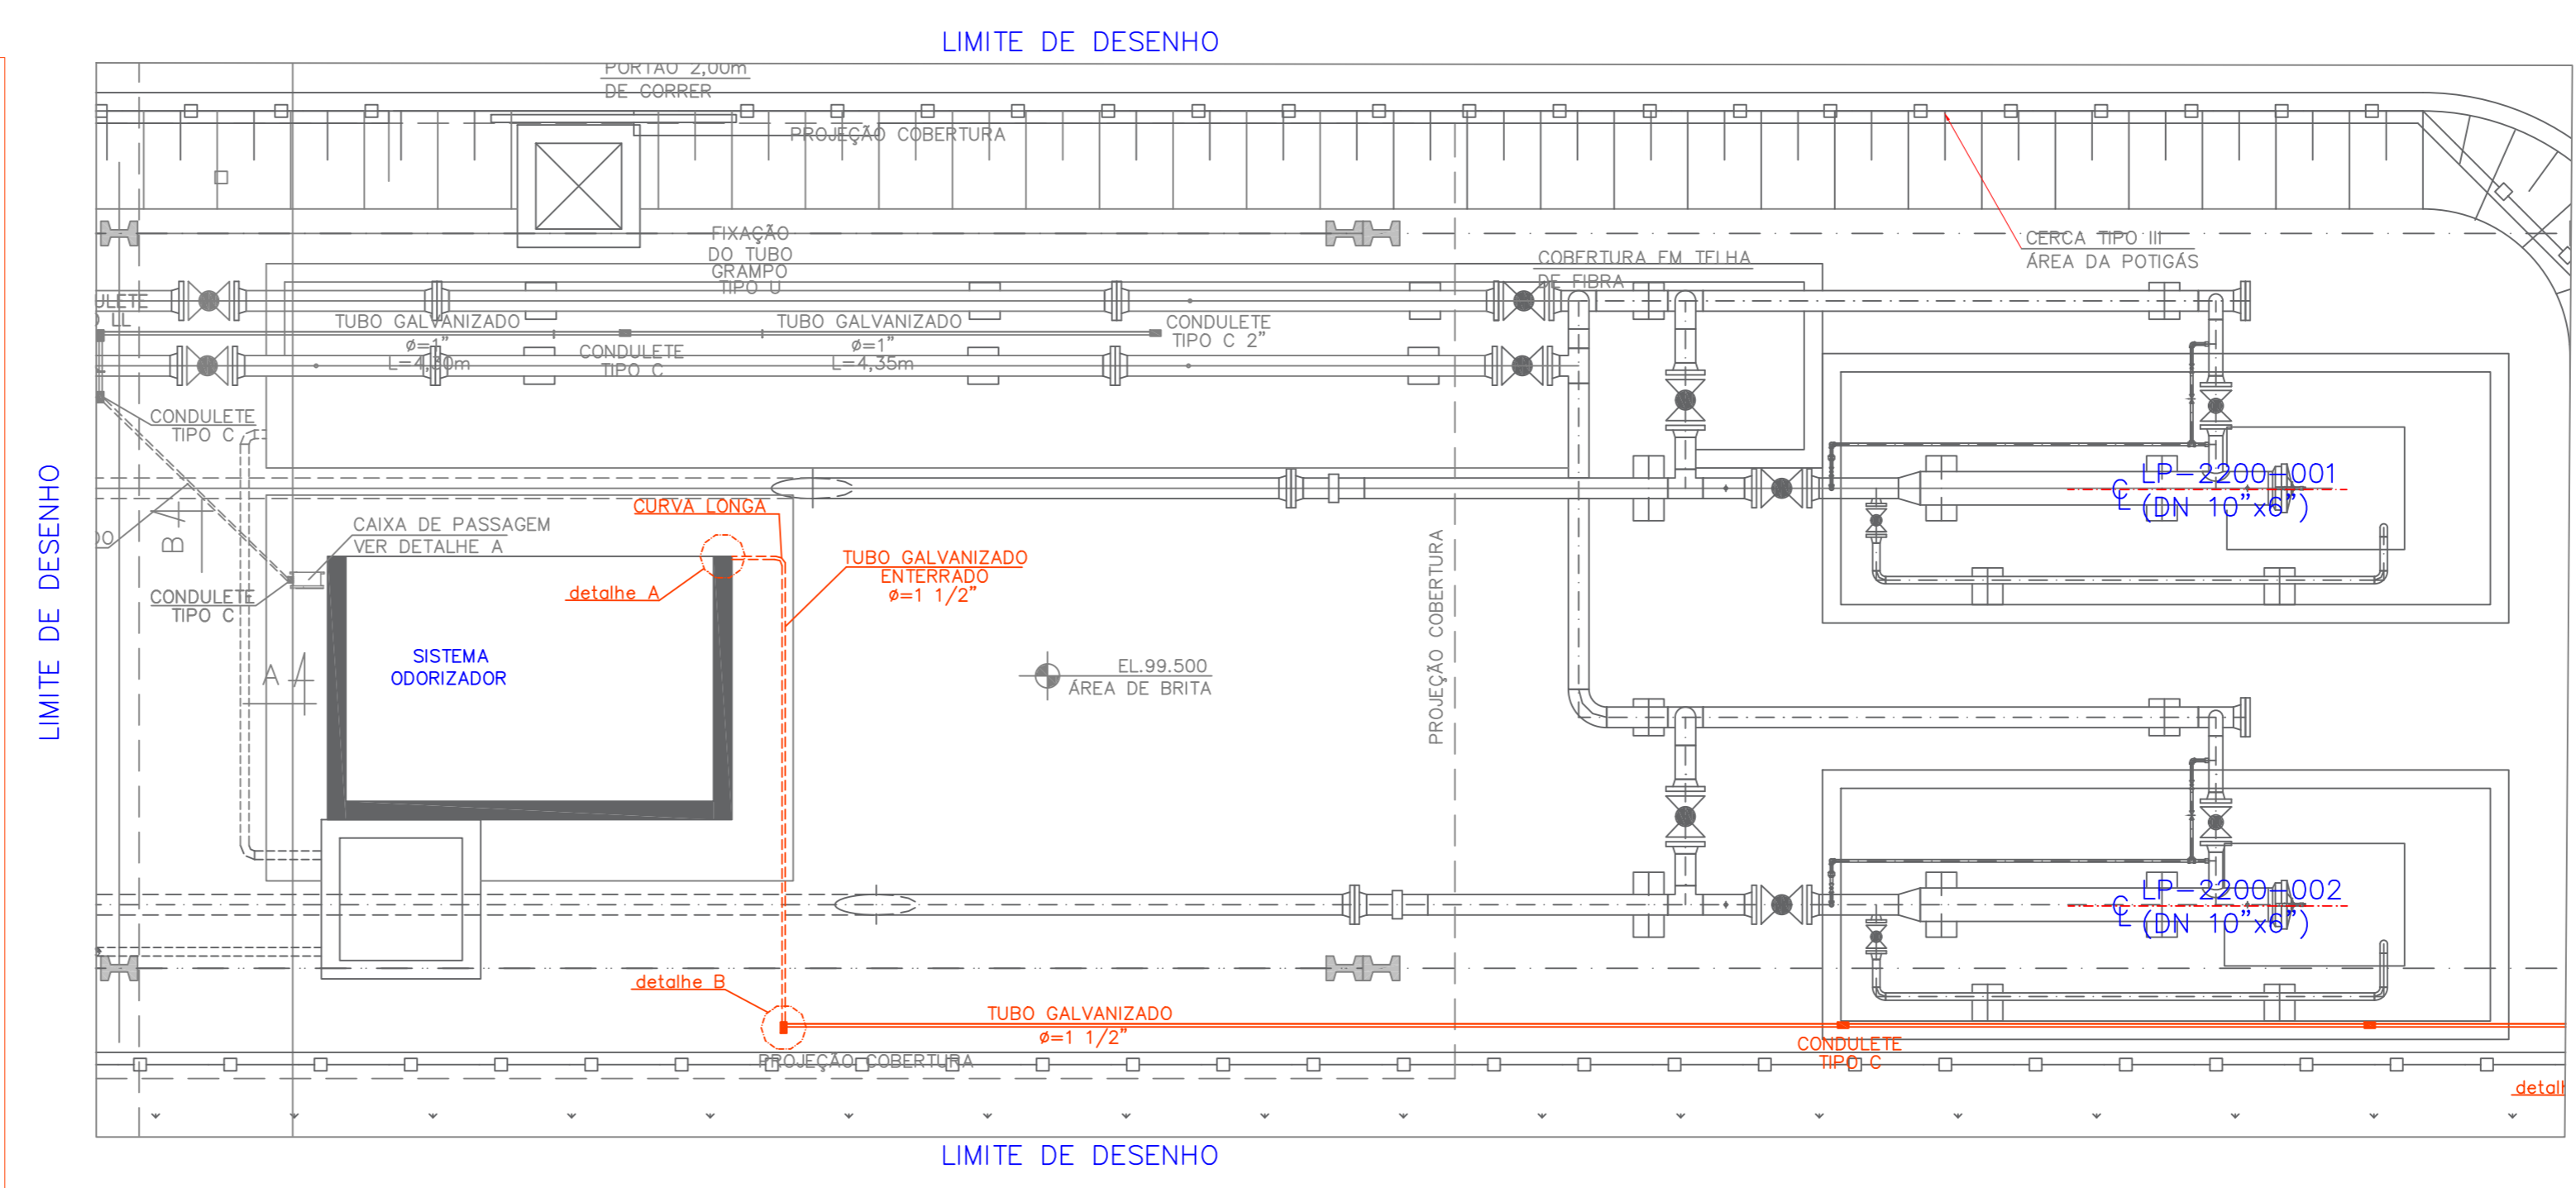 LIMITE DE DESENHO
PORTAO 2,00m
DE CORRER
PROJEÇÃO COBERTURA
FIXAÇÃO
DO TUBO
GRAMPO
TIPO U
COBERTURA EM TELHA
DE FIBRA
CERCA TIPO III
ÁREA DA POTIGÁS
LL
TUBO GALVANIZADO
ø=1"
L=4,30m
CONDULETE
TIPO C
TUBO GALVANIZADO
ø=1"
L=4,35m
CONDULETE
TIPO C 2"
CONDULETE
TIPO C
LIMITE DE DESENHO
B
CAIXA DE PASSAGEM
VER DETALHE A
CONDULETE
TIPO C
CURVA LONGA
detalhe A
TUBO GALVANIZADO
ENTERRADO
ø=1 1/2"
SISTEMA
ODORIZADOR
A
EL.99.500
ÁREA DE BRITA
PROJEÇÃO COBERTURA
LP-2200-001
(DN 10"x6")
LP-2200-002
(DN 10"x6")
detalhe B
TUBO GALVANIZADO
ø=1 1/2"
CONDULETE
TIPO C
PROJEÇÃO COBERTURA
LIMITE DE DESENHO